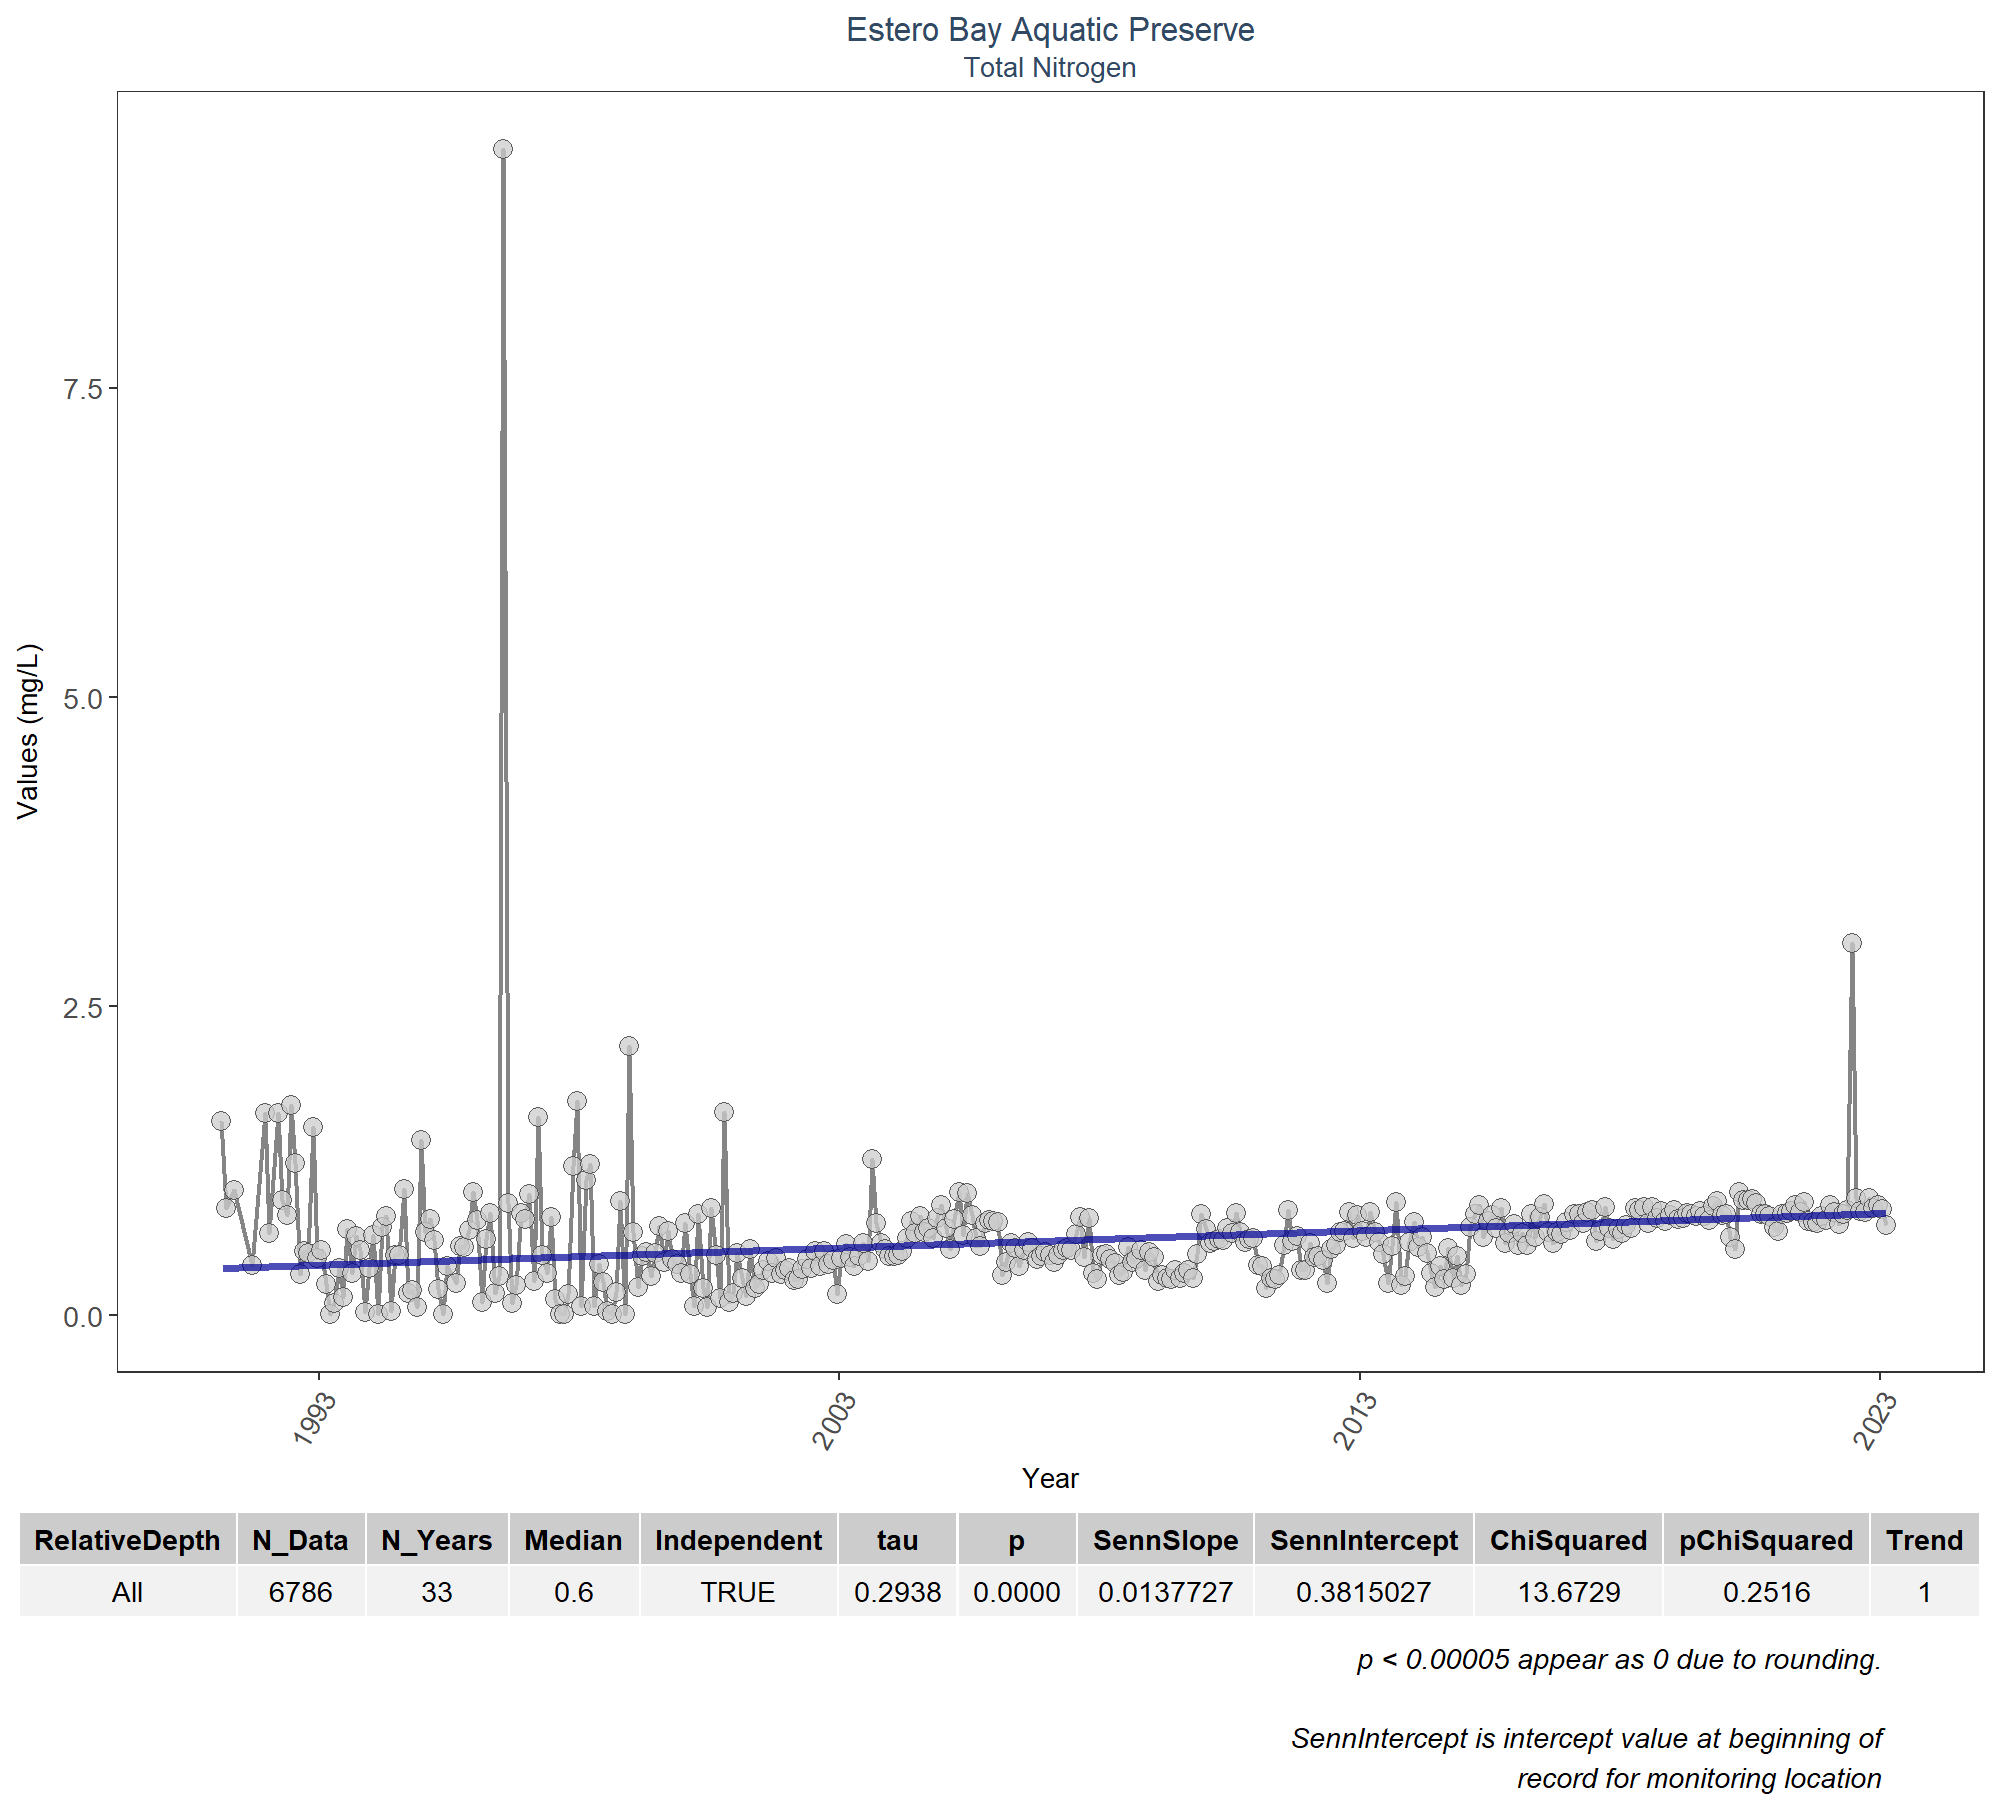 Estero Bay Aquatic Preserve
Total Nitrogen
Values (mg/L)
7.5
5.0
2.5
0.0
1993 2003 2013 2023
Year
RelativeDepth N_Data N_Years Median Independent tau p SennSlope SennIntercept ChiSquared pChiSquared Trend
All 6786 33 0.6 TRUE 0.2938 0.0000 0.0137727 0.3815027 13.6729 0.2516 1
p < 0.00005 appear as 0 due to rounding.
SennIntercept is intercept value at beginning of
record for monitoring location